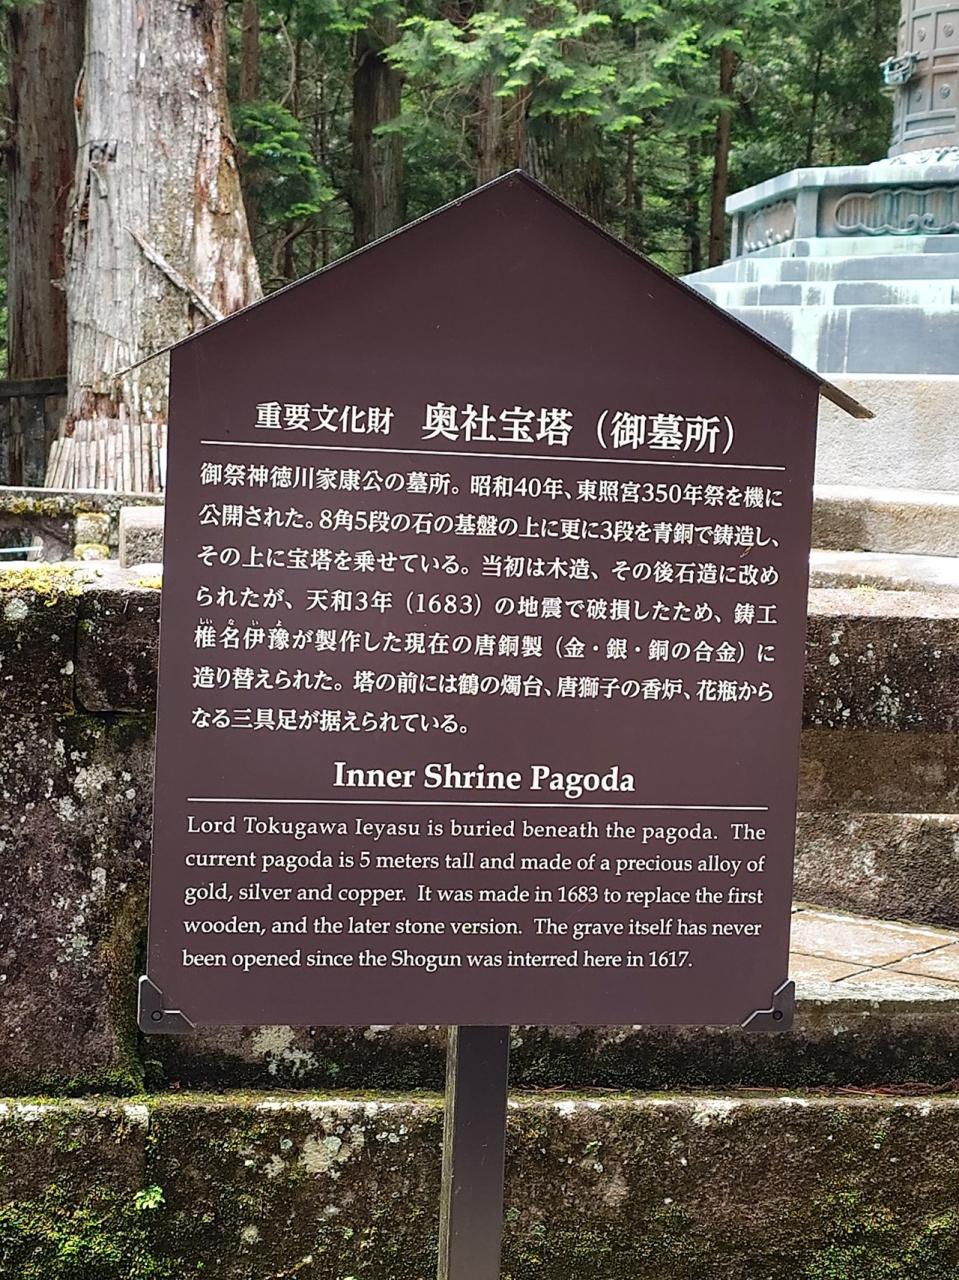 重要文化財 奥社宝塔（御墓所）
御祭神徳川家康公の墓所。昭和40年、東照宮350年祭を機に
公開された。8角5段の石の基盤の上に更に3段を青銅で鋳造し、
その上に宝塔を乗せている。当初は木造、その後石造に改め
られたが、天和3年（1683）の地震で破損したため、鋳工
しい な い よ
椎名伊豫が製作した現在の唐銅製（金・銀・銅の合金）に
造り替えられた。塔の前には鶴の燭台、唐獅子の香炉、花瓶から
なる三具足が据えられている。
Inner Shrine Pagoda
Lord Tokugawa Ieyasu is buried beneath the pagoda. The
current pagoda is 5 meters tall and made of a precious alloy of
gold, silver and copper. It was made in 1683 to replace the first
wooden, and the later stone version. The grave itself has never
been opened since the Shogun was interred here in 1617.